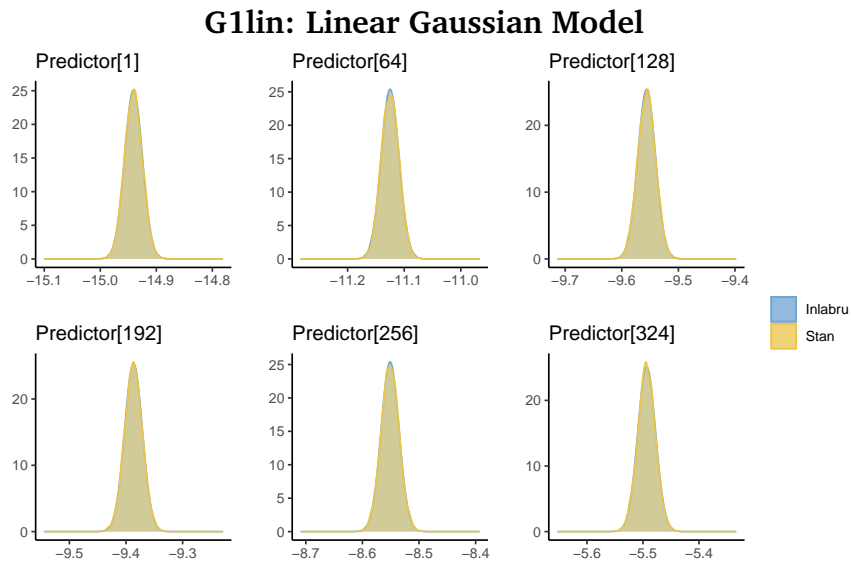 G1lin: Linear Gaussian Model
Predictor[1]
Predictor[64]
Predictor[128]
25
20
15
10
5
0
−15.1 −15.0 −14.9 −14.8
25
20
15
10
5
0
−11.2 −11.1 −11.0
20
10
0
−9.7 −9.6 −9.5 −9.4
Inlabru
Stan
Predictor[192]
Predictor[256]
Predictor[324]
20
10
0
−9.5 −9.4 −9.3
25
20
15
10
5
0
−8.7 −8.6 −8.5 −8.4
20
10
0
−5.6 −5.5 −5.4